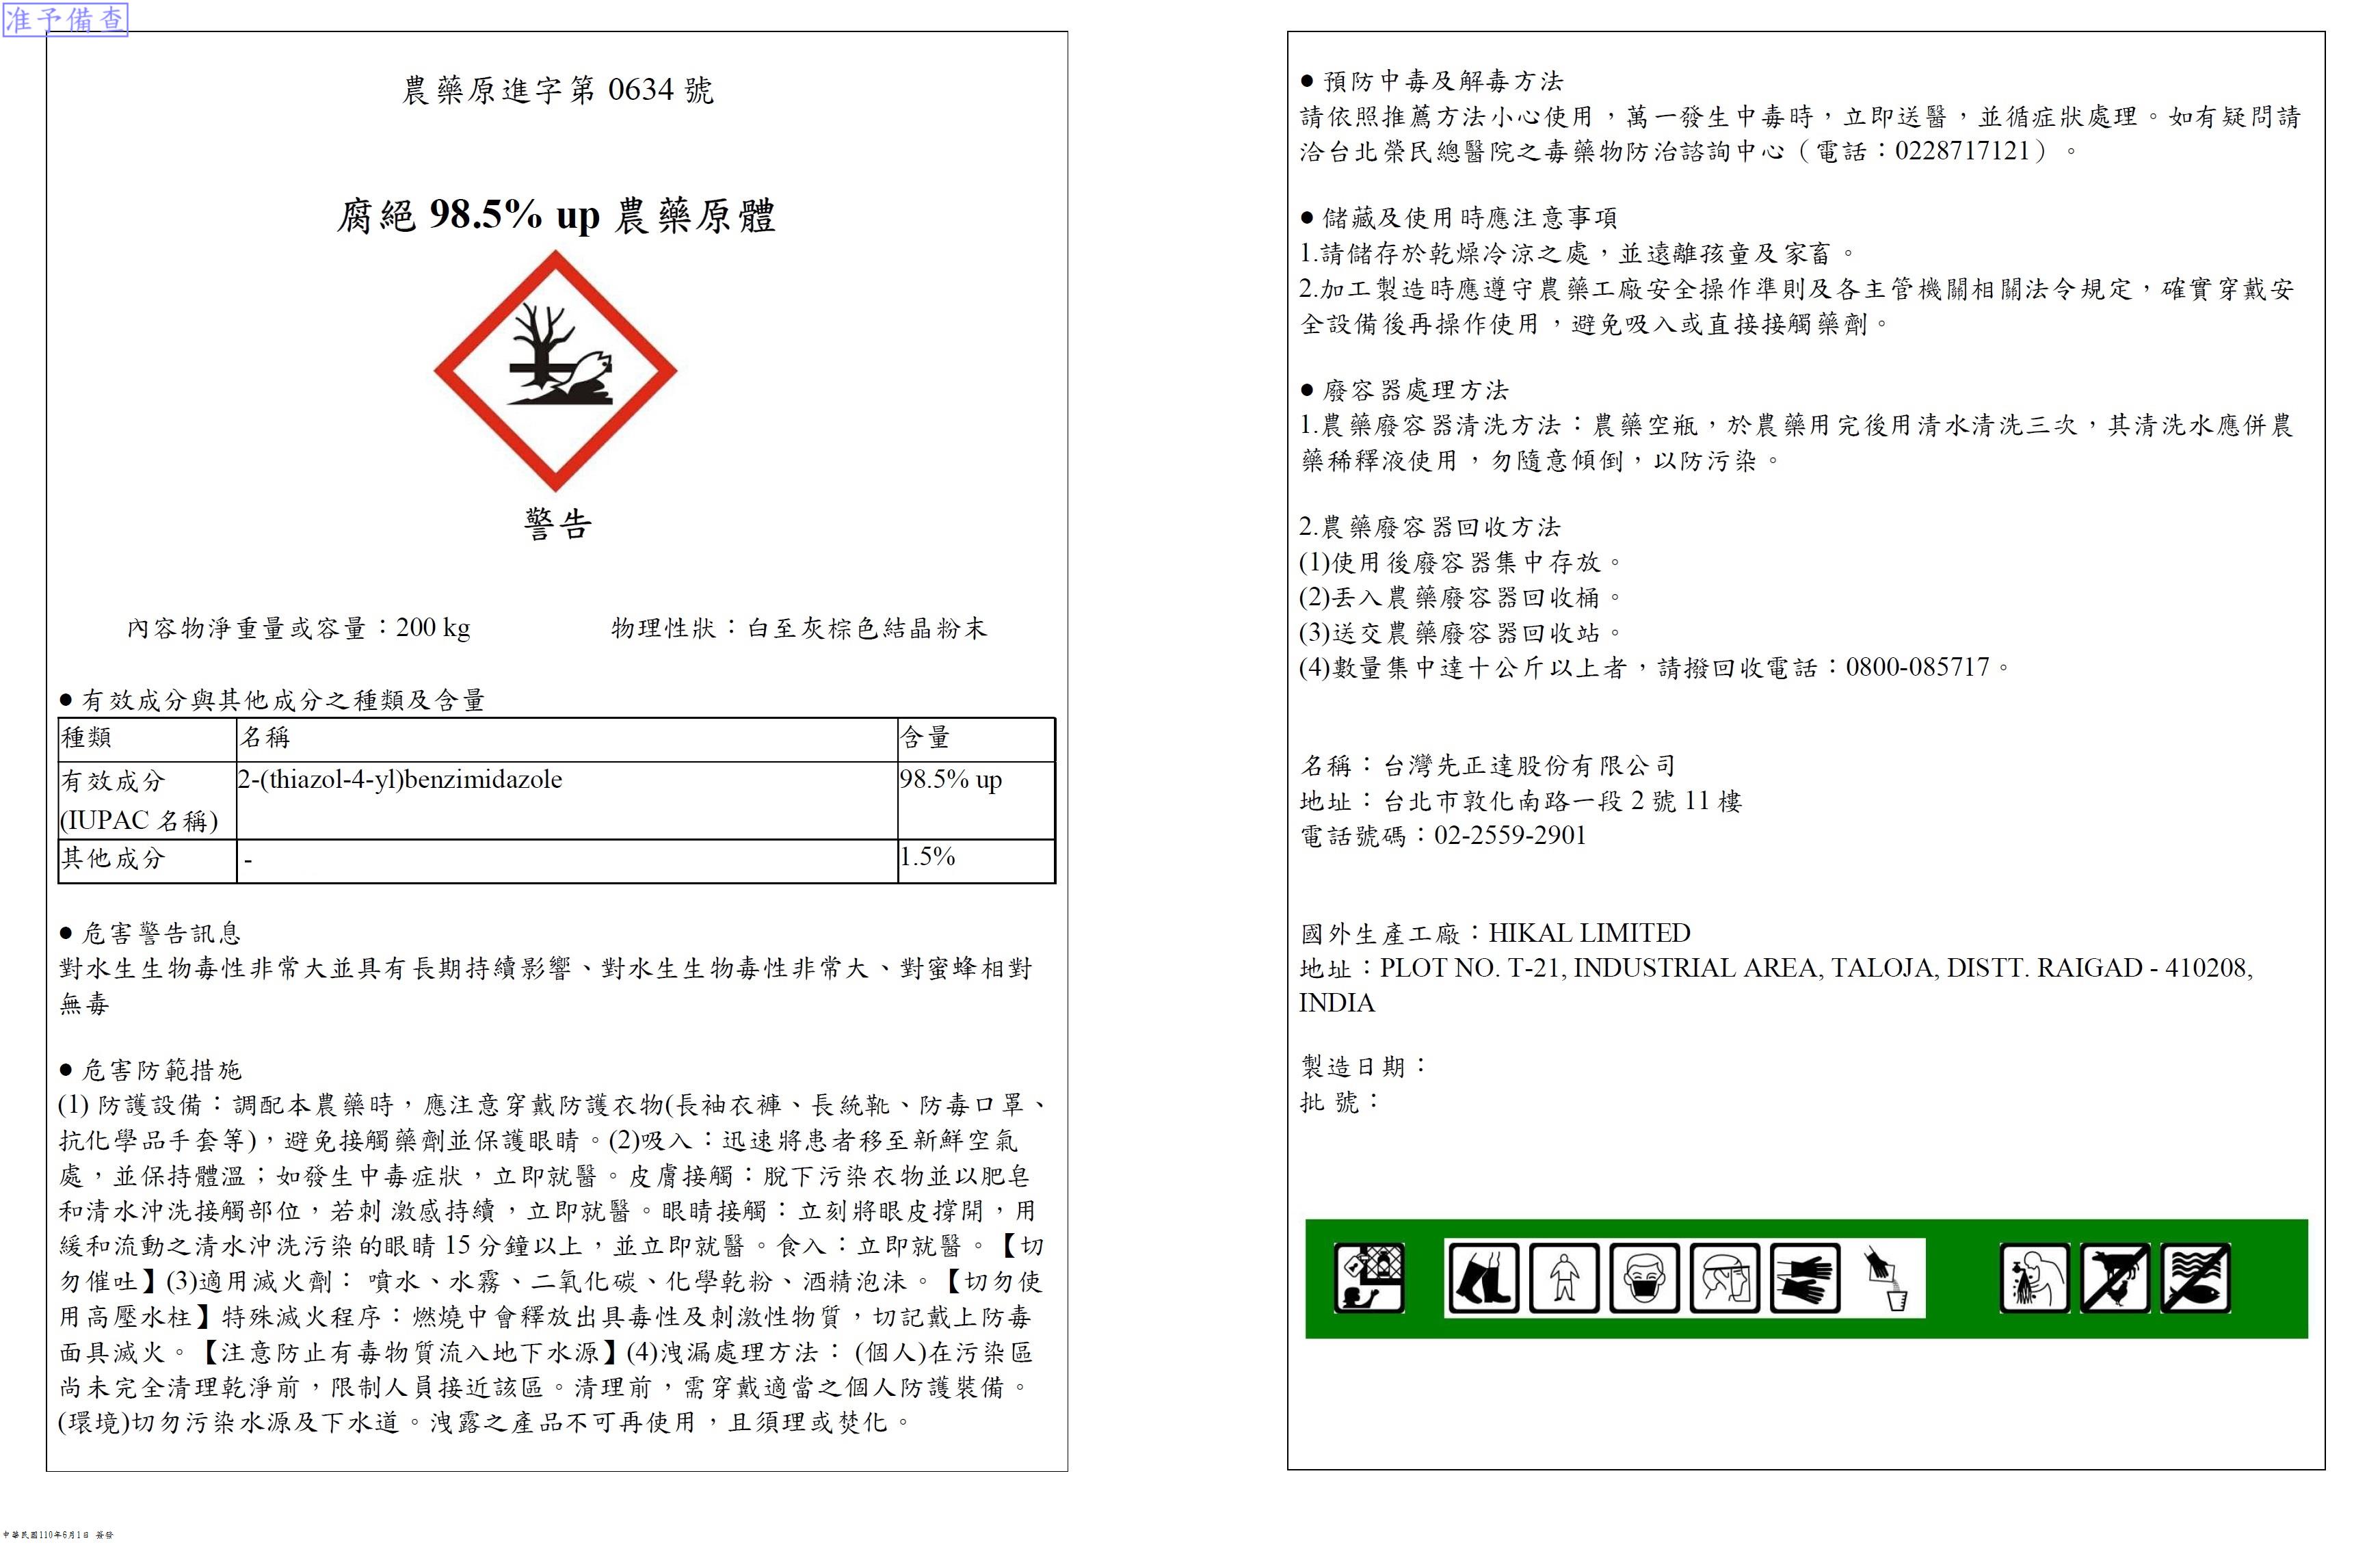 准予備查
農藥原進字第 0634 號
腐絕 98.5% up 農藥原體
警告
內容物淨重量或容量：200 kg 物理性狀：白至灰棕色結晶粉末
● 有效成分與其他成分之種類及含量
種類 名稱 含量
有效成分 2-(thiazol-4-yl)benzimidazole 98.5% up
(IUPAC 名稱)
其他成分 - 1.5%
● 危害警告訊息
對水生生物毒性非常大並具有長期持續影響、對水生生物毒性非常大、對蜜蜂相對
無毒
● 危害防範措施
(1) 防護設備：調配本農藥時，應注意穿戴防護衣物(長袖衣褲、長統靴、防毒口罩、
抗化學品手套等)，避免接觸藥劑並保護眼睛。(2)吸入：迅速將患者移至新鮮空氣
處，並保持體溫；如發生中毒症狀，立即就醫。皮膚接觸：脫下污染衣物並以肥皂
和清水沖洗接觸部位，若刺 激感持續，立即就醫。眼睛接觸：立刻將眼皮撐開，用
緩和流動之清水沖洗污染的眼睛 15 分鐘以上，並立即就醫。食入：立即就醫。【切
勿催吐】(3)適用滅火劑： 噴水、水霧、二氧化碳、化學乾粉、酒精泡沫。【切勿使
用高壓水柱】特殊滅火程序：燃燒中會釋放出具毒性及刺激性物質，切記戴上防毒
面具滅火。【注意防止有毒物質流入地下水源】(4)洩漏處理方法： (個人)在污染區
尚未完全清理乾淨前，限制人員接近該區。清理前，需穿戴適當之個人防護裝備。
(環境)切勿污染水源及下水道。洩露之產品不可再使用，且須理或焚化。
● 預防中毒及解毒方法
請依照推薦方法小心使用，萬一發生中毒時，立即送醫，並循症狀處理。如有疑問請
洽台北榮民總醫院之毒藥物防治諮詢中心（電話：0228717121）。
● 儲藏及使用時應注意事項
1.請儲存於乾燥冷涼之處，並遠離孩童及家畜。
2.加工製造時應遵守農藥工廠安全操作準則及各主管機關相關法令規定，確實穿戴安
全設備後再操作使用，避免吸入或直接接觸藥劑。
● 廢容器處理方法
1.農藥廢容器清洗方法：農藥空瓶，於農藥用完後用清水清洗三次，其清洗水應併農
藥稀釋液使用，勿隨意傾倒，以防污染。
2.農藥廢容器回收方法
(1)使用後廢容器集中存放。
(2)丟入農藥廢容器回收桶。
(3)送交農藥廢容器回收站。
(4)數量集中達十公斤以上者，請撥回收電話：0800-085717。
名稱：台灣先正達股份有限公司
地址：台北市敦化南路一段 2 號 11 樓
電話號碼：02-2559-2901
國外生產工廠：HIKAL LIMITED
地址：PLOT NO. T-21, INDUSTRIAL AREA, TALOJA, DISTT. RAIGAD - 410208,
INDIA
製造日期：
批 號：
中華民國110年6月1日 簽發